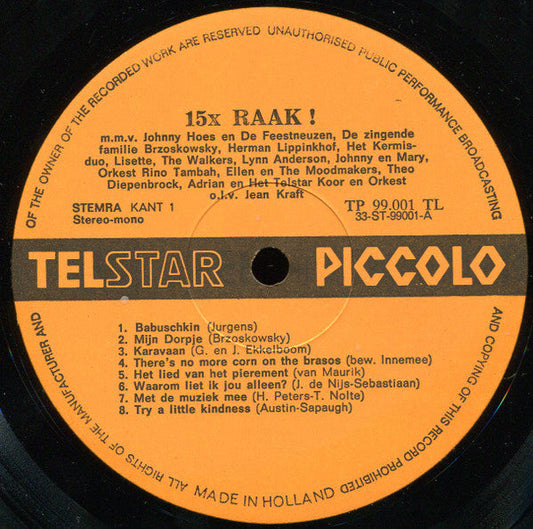 ALL RIGHTS OF THE MANUFACTURER AND OF THE OWNER OF THE RECORDED WORK ARE RESERVED UNAUTHORISED PUBLIC PERFORMANCE BROADCASTING AND COPYING OF THIS RECORD PROHIBITED
15x RAAK !
m.m.v. Johnny Hoes en De Feestneuzen, De zingende
familie Brzoskowsky, Herman Lippinkhof, Het Kermis-
duo, Lisette, The Walkers, Lynn Anderson, Johnny en Mary,
Orkest Rino Tambah, Ellen en The Moodmakers, Theo
Diepenbrock, Adrian en Het Telstar Koor en Orkest
o.l.v. Jean Kraft
STEMRA KANT 1
Stereo-mono
TP 99.001 TL
33-ST-99001-A
TELSTAR PICCOLO
1. Babuschkin (Jurgens)
2. Mijn Dorpje (Brzoskowsky)
3. Karavaan (G. en J. Ekkelboom)
4. There's no more corn on the brasos (bew. Innemee)
5. Het lied van het pierement (van Maurik)
6. Waarom liet ik jou alleen? (J. de Nijs-Sebastiaan)
7. Met de muziek mee (H. Peters-T. Nolte)
8. Try a little kindness (Austin-Sapaugh)
MADE IN HOLLAND